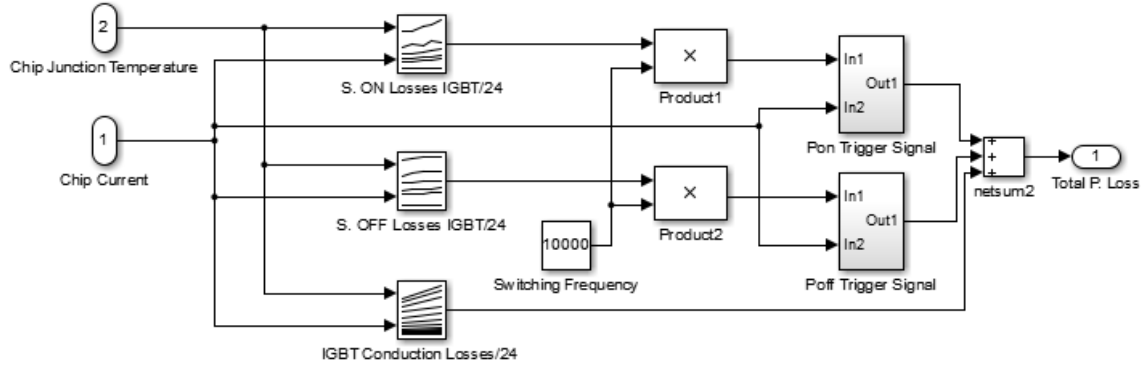 2
Chip Junction Temperature
1
Chip Current
S. ON Losses IGBT/24
S. OFF Losses IGBT/24
IGBT Conduction Losses/24
10000
Switching Frequency
×
Product1
×
Product2
In1
Out1
In2
Pon Trigger Signal
In1
Out1
In2
Poff Trigger Signal
+
+
+
netsum2
1
Total P. Loss